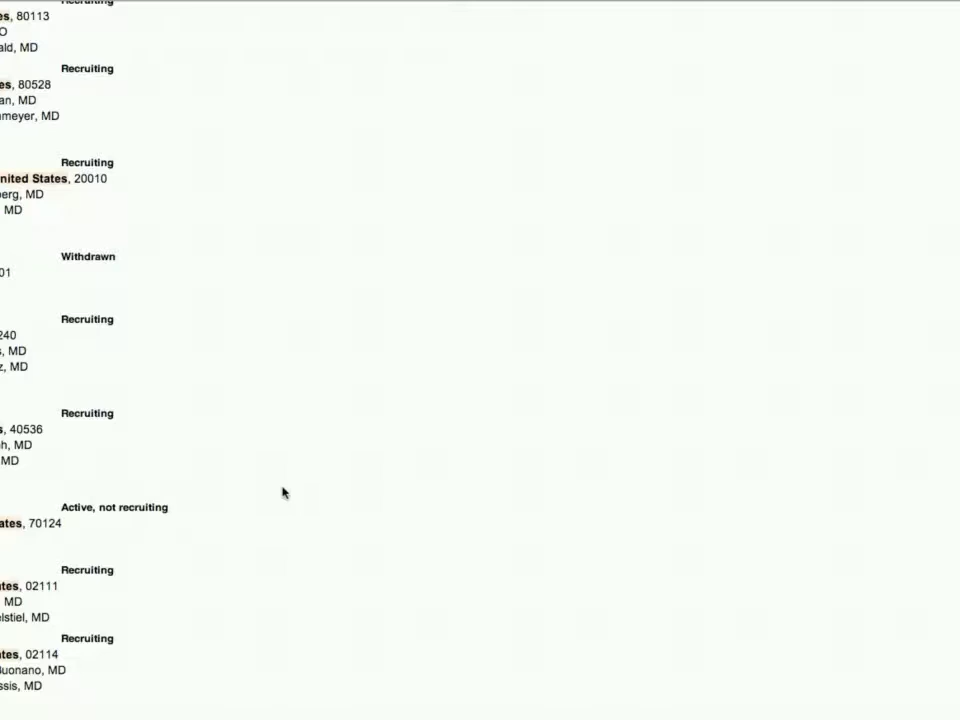 Recruiting
es, 80113
O
ald, MD
Recruiting
es, 80528
an, MD
meyer, MD
Recruiting
nited States, 20010
berg, MD
MD
Withdrawn
01
Recruiting
240
s, MD
z, MD
Recruiting
s, 40536
h, MD
MD
Active, not recruiting
ates, 70124
Recruiting
ates, 02111
MD
elstiel, MD
Recruiting
ates, 02114
Buonano, MD
ssis, MD